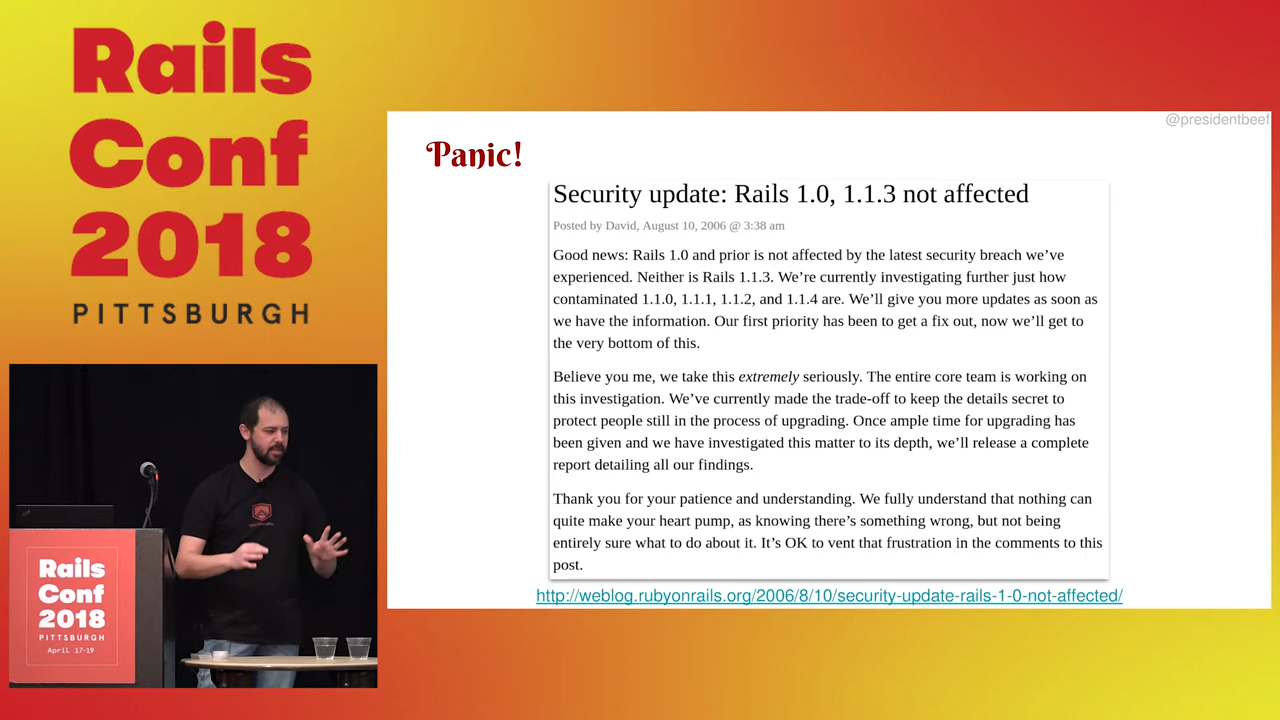 Rails
Conf
2018
PITTSBURGH
@presidentbeef
Panic!
Security update: Rails 1.0, 1.1.3 not affected
Posted by David, August 10, 2006 @ 3:38 am
Good news: Rails 1.0 and prior is not affected by the latest security breach we’ve
experienced. Neither is Rails 1.1.3. We’re currently investigating further just how
contaminated 1.1.0, 1.1.1, 1.1.2, and 1.1.4 are. We’ll give you more updates as soon as
we have the information. Our first priority has been to get a fix out, now we’ll get to
the very bottom of this.
Believe you me, we take this extremely seriously. The entire core team is working on
this investigation. We’ve currently made the trade-off to keep the details secret to
protect people still in the process of upgrading. Once ample time for upgrading has
been given and we have investigated this matter to its depth, we’ll release a complete
report detailing all our findings.
Thank you for your patience and understanding. We fully understand that nothing can
quite make your heart pump, as knowing there’s something wrong, but not being
entirely sure what to do about it. It’s OK to vent that frustration in the comments to this
post.
http://weblog.rubyonrails.org/2006/8/10/security-update-rails-1-0-not-affected/
Rails
Conf
2018
PITTSBURGH
April 17-19